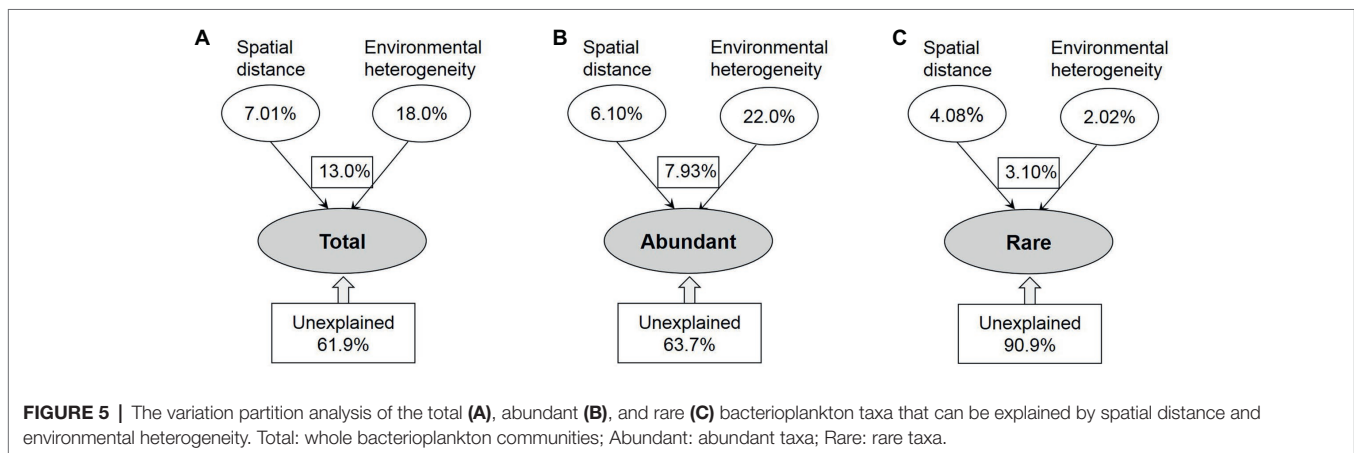 A
Spatial
distance
Environmental
heterogeneity
7.01%
18.0%
13.0%
Total
Unexplained
61.9%
B
Spatial
distance
Environmental
heterogeneity
6.10%
22.0%
7.93%
Abundant
Unexplained
63.7%
C
Spatial
distance
Environmental
heterogeneity
4.08%
2.02%
3.10%
Rare
Unexplained
90.9%
FIGURE 5 | The variation partition analysis of the total (A), abundant (B), and rare (C) bacterioplankton taxa that can be explained by spatial distance and
environmental heterogeneity. Total: whole bacterioplankton communities; Abundant: abundant taxa; Rare: rare taxa.